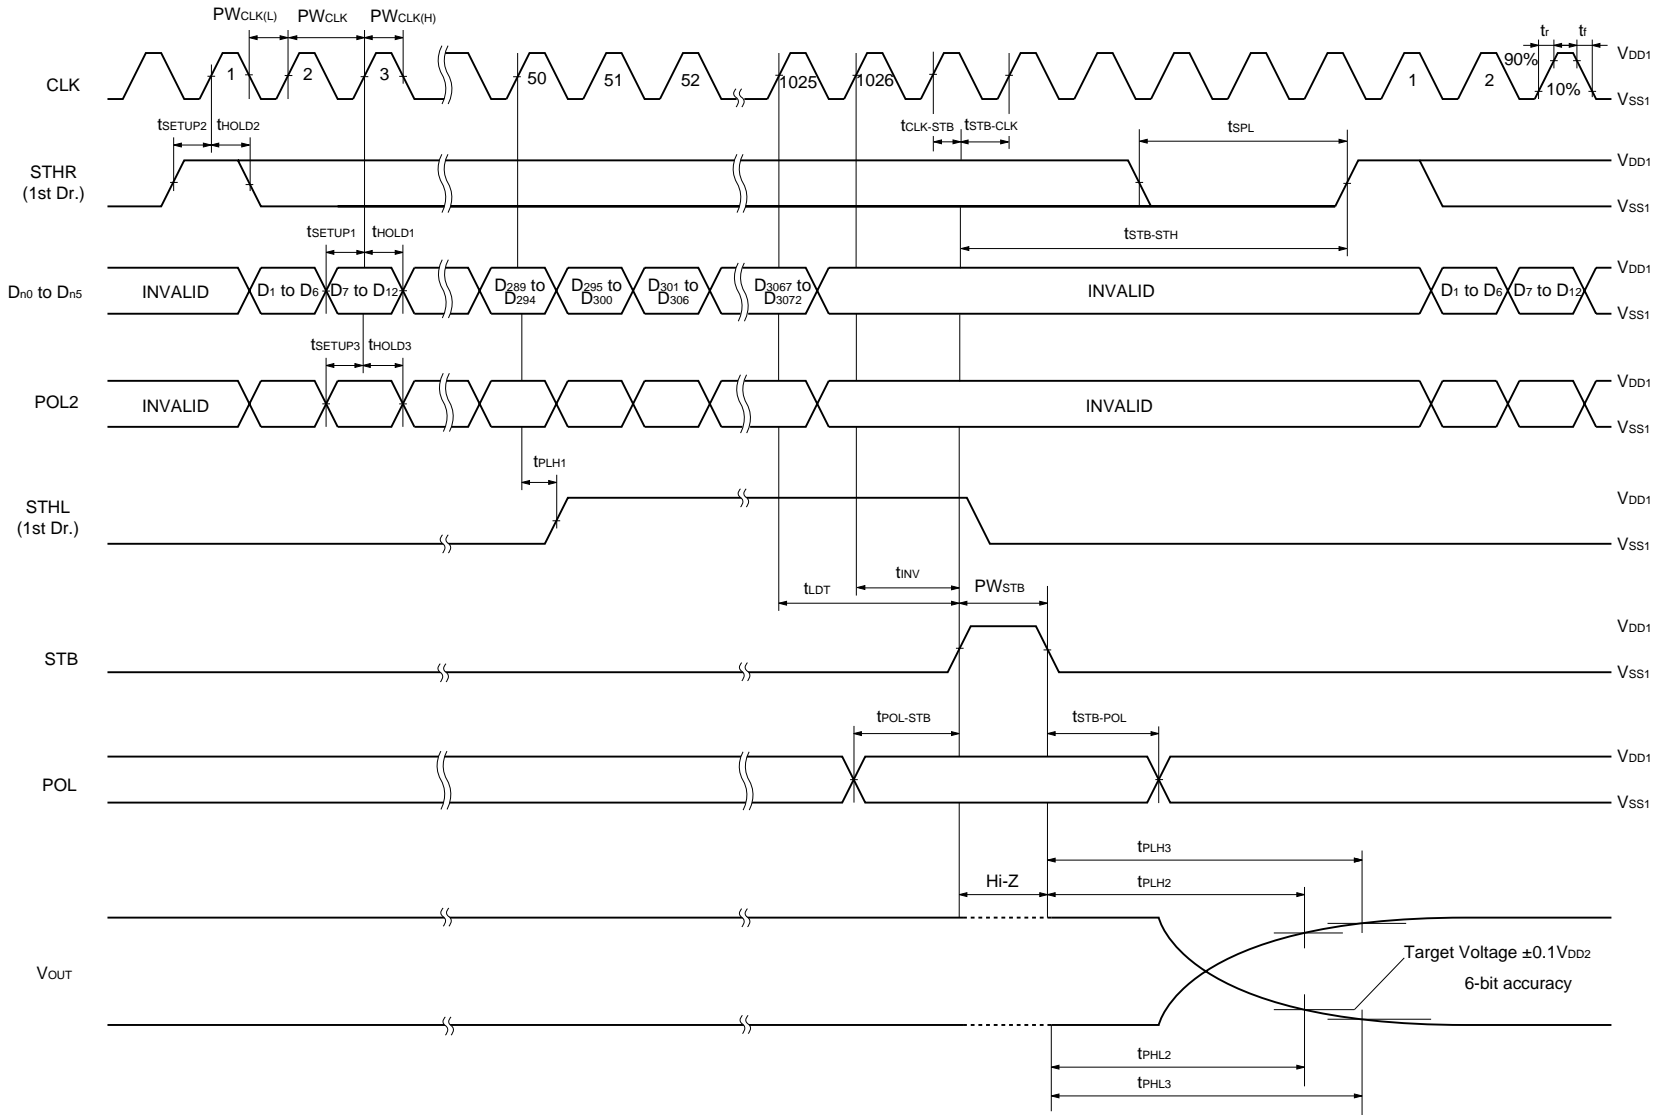 PWCLK(L) PWCLK PWCLK(H) tr tf
CLK 1 2 3 50 51 52 1025 1026 1 2 90% 10% VDD1
VSS1
tSETUP2 tHOLD2 tCLK-STB tSTB-CLK tSPL
STHR
(1st Dr.)
VDD1
VSS1
tSETUP1 tHOLD1 tSTB-STH
Dn0 to Dn5 INVALID D1 to D6 D7 to D12 D289 to D294 D295 to D300 D301 to D306 D3067 to D3072 INVALID D1 to D6 D7 to D12 VDD1
VSS1
tSETUP3 tHOLD3
POL2 INVALID INVALID VDD1
VSS1
tPLH1
STHL
(1st Dr.)
VDD1
VSS1
tINV
tLDT PWSTB
STB VDD1
VSS1
tPOL-STB tSTB-POL
POL VDD1
VSS1
tPLH3
Hi-Z tPLH2
VOUT
Target Voltage ±0.1VDD2
6-bit accuracy
tPHL2
tPHL3